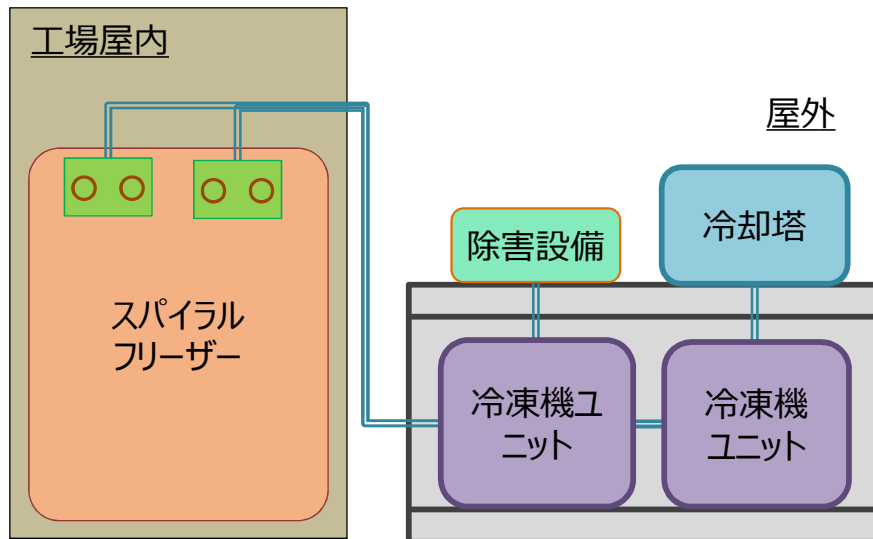 工場屋内
屋外
スパイラル
フリーザー
除害設備
冷却塔
冷凍機ユ
ニット
冷凍機
ユニット